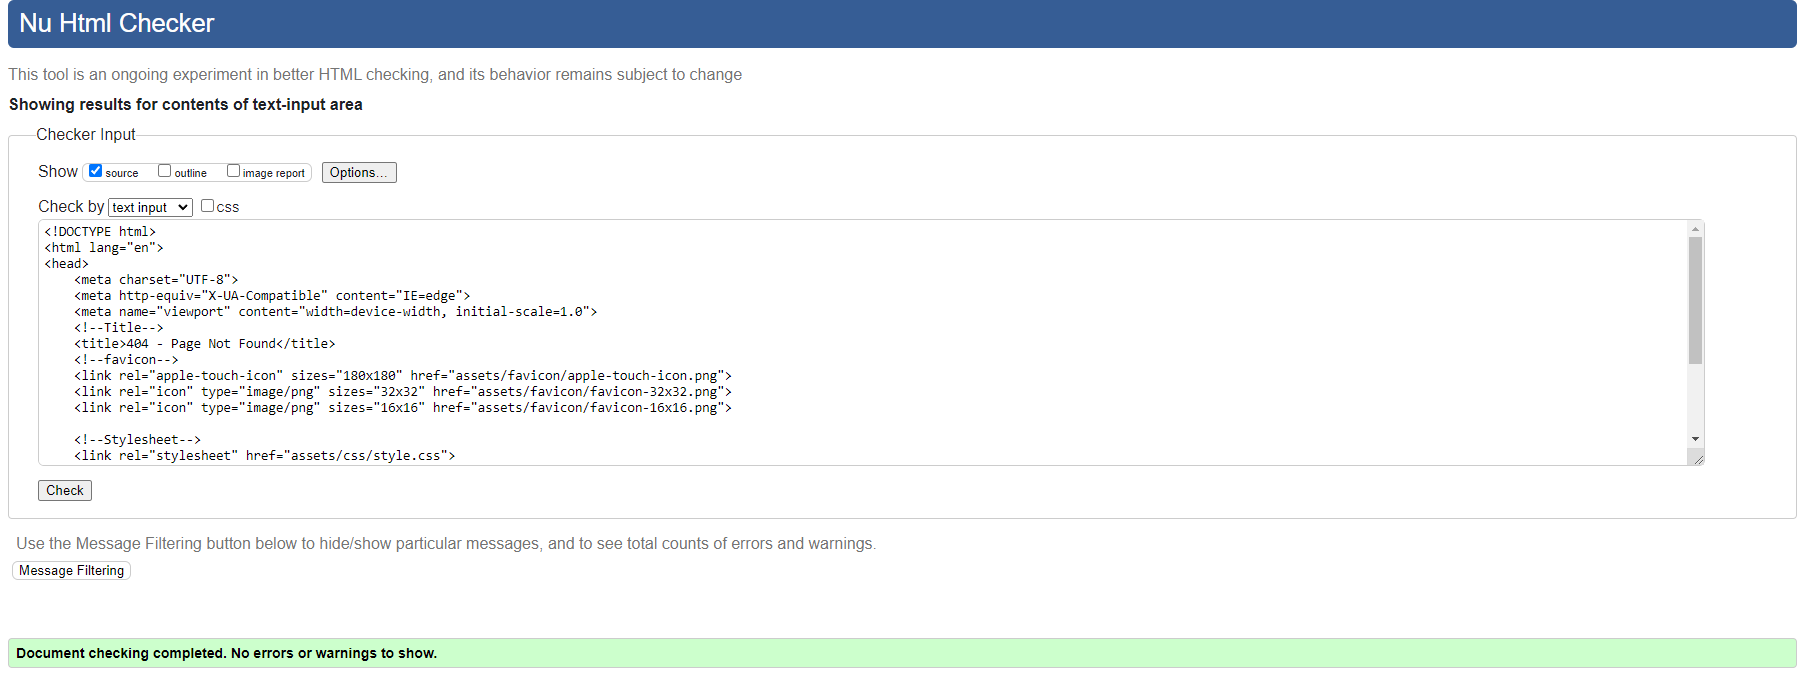 Nu Html Checker
This tool is an ongoing experiment in better HTML checking, and its behavior remains subject to change
Showing results for contents of text-input area
Checker Input
Show source outline image report Options...
Check by text input css
<!DOCTYPE html>
<html lang="en">
<head>
    <meta charset="UTF-8">
    <meta http-equiv="X-UA-Compatible" content="IE=edge">
    <meta name="viewport" content="width=device-width, initial-scale=1.0">
    <!--Title-->
    <title>404 - Page Not Found</title>
    <!--favicon-->
    <link rel="apple-touch-icon" sizes="180x180" href="assets/favicon/apple-touch-icon.png">
    <link rel="icon" type="image/png" sizes="32x32" href="assets/favicon/favicon-32x32.png">
    <link rel="icon" type="image/png" sizes="16x16" href="assets/favicon/favicon-16x16.png">
    <!--Stylesheet-->
    <link rel="stylesheet" href="assets/css/style.css">
Check
Use the Message Filtering button below to hide/show particular messages, and to see total counts of errors and warnings.
Message Filtering
Document checking completed. No errors or warnings to show.